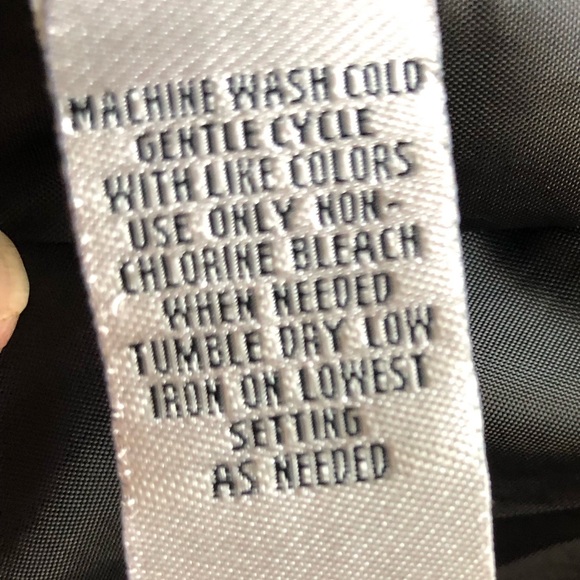 MACHINE WASH COLD
GENTLE CYCLE
WITH LIKE COLORS
USE ONLY NON-
CHLORINE BLEACH
WHEN NEEDED
TUMBLE DRY LOW
IRON ON LOWEST
SETTING
AS NEEDED